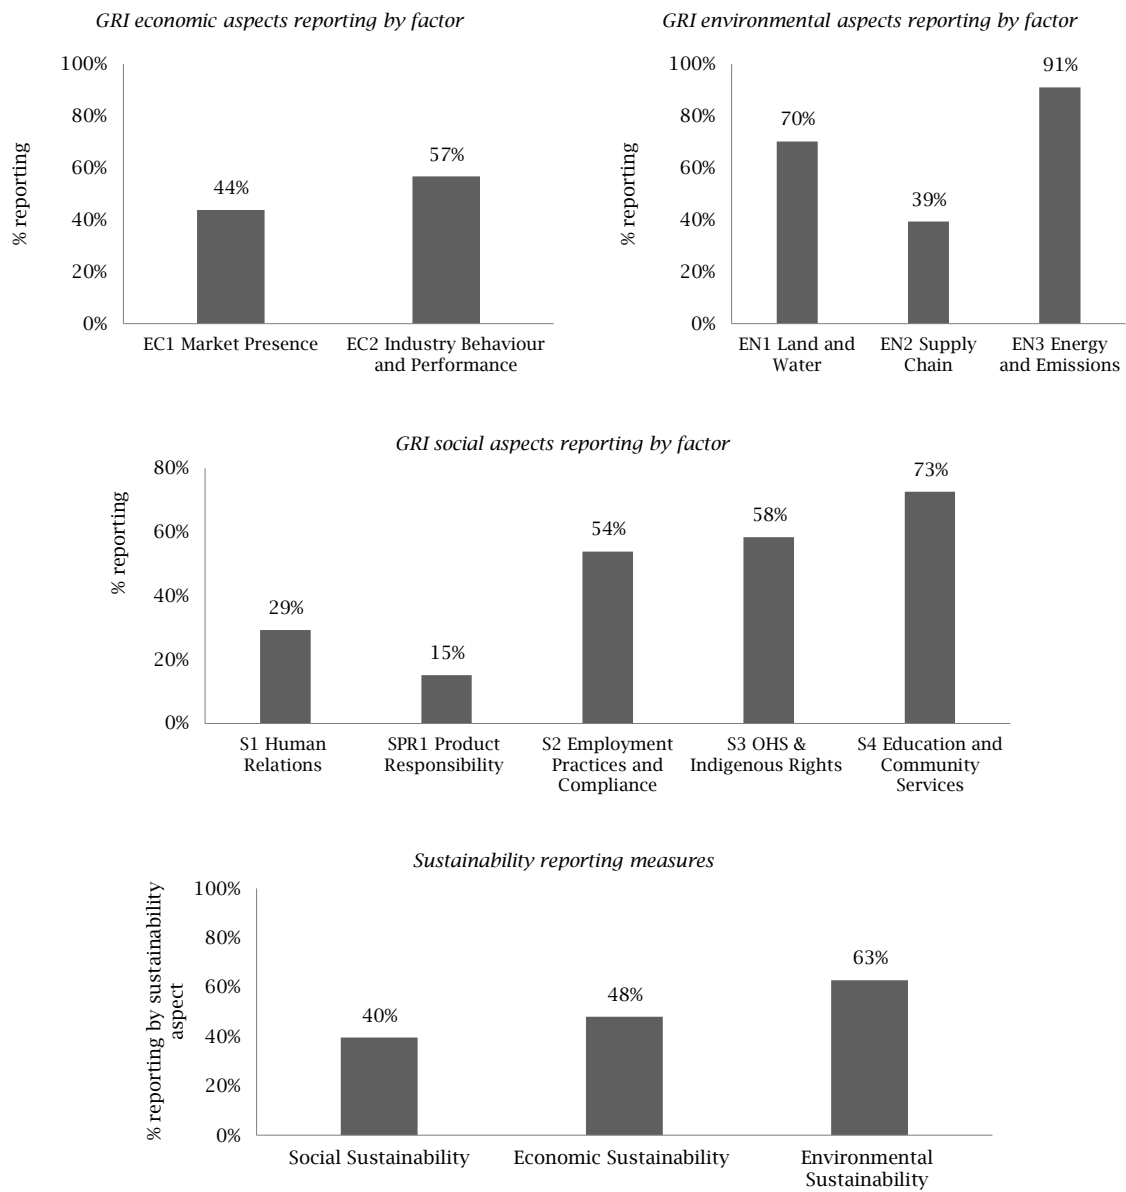 GRI economic aspects reporting by factor
% reporting
100%
80%
60%
40%
20%
0%
44%
57%
EC1 Market Presence
EC2 Industry Behaviour
and Performance
GRI environmental aspects reporting by factor
% reporting
100%
80%
60%
40%
20%
0%
70%
39%
91%
EN1 Land and
Water
EN2 Supply
Chain
EN3 Energy
and Emissions
GRI social aspects reporting by factor
% reporting
80%
60%
40%
20%
0%
29%
15%
54%
58%
73%
S1 Human
Relations
SPR1 Product
Responsibility
S2 Employment
Practices and
Compliance
S3 OHS &
Indigenous Rights
S4 Education and
Community
Services
Sustainability reporting measures
% reporting by sustainability
aspect
100%
80%
60%
40%
20%
0%
40%
48%
63%
Social Sustainability
Economic Sustainability
Environmental
Sustainability